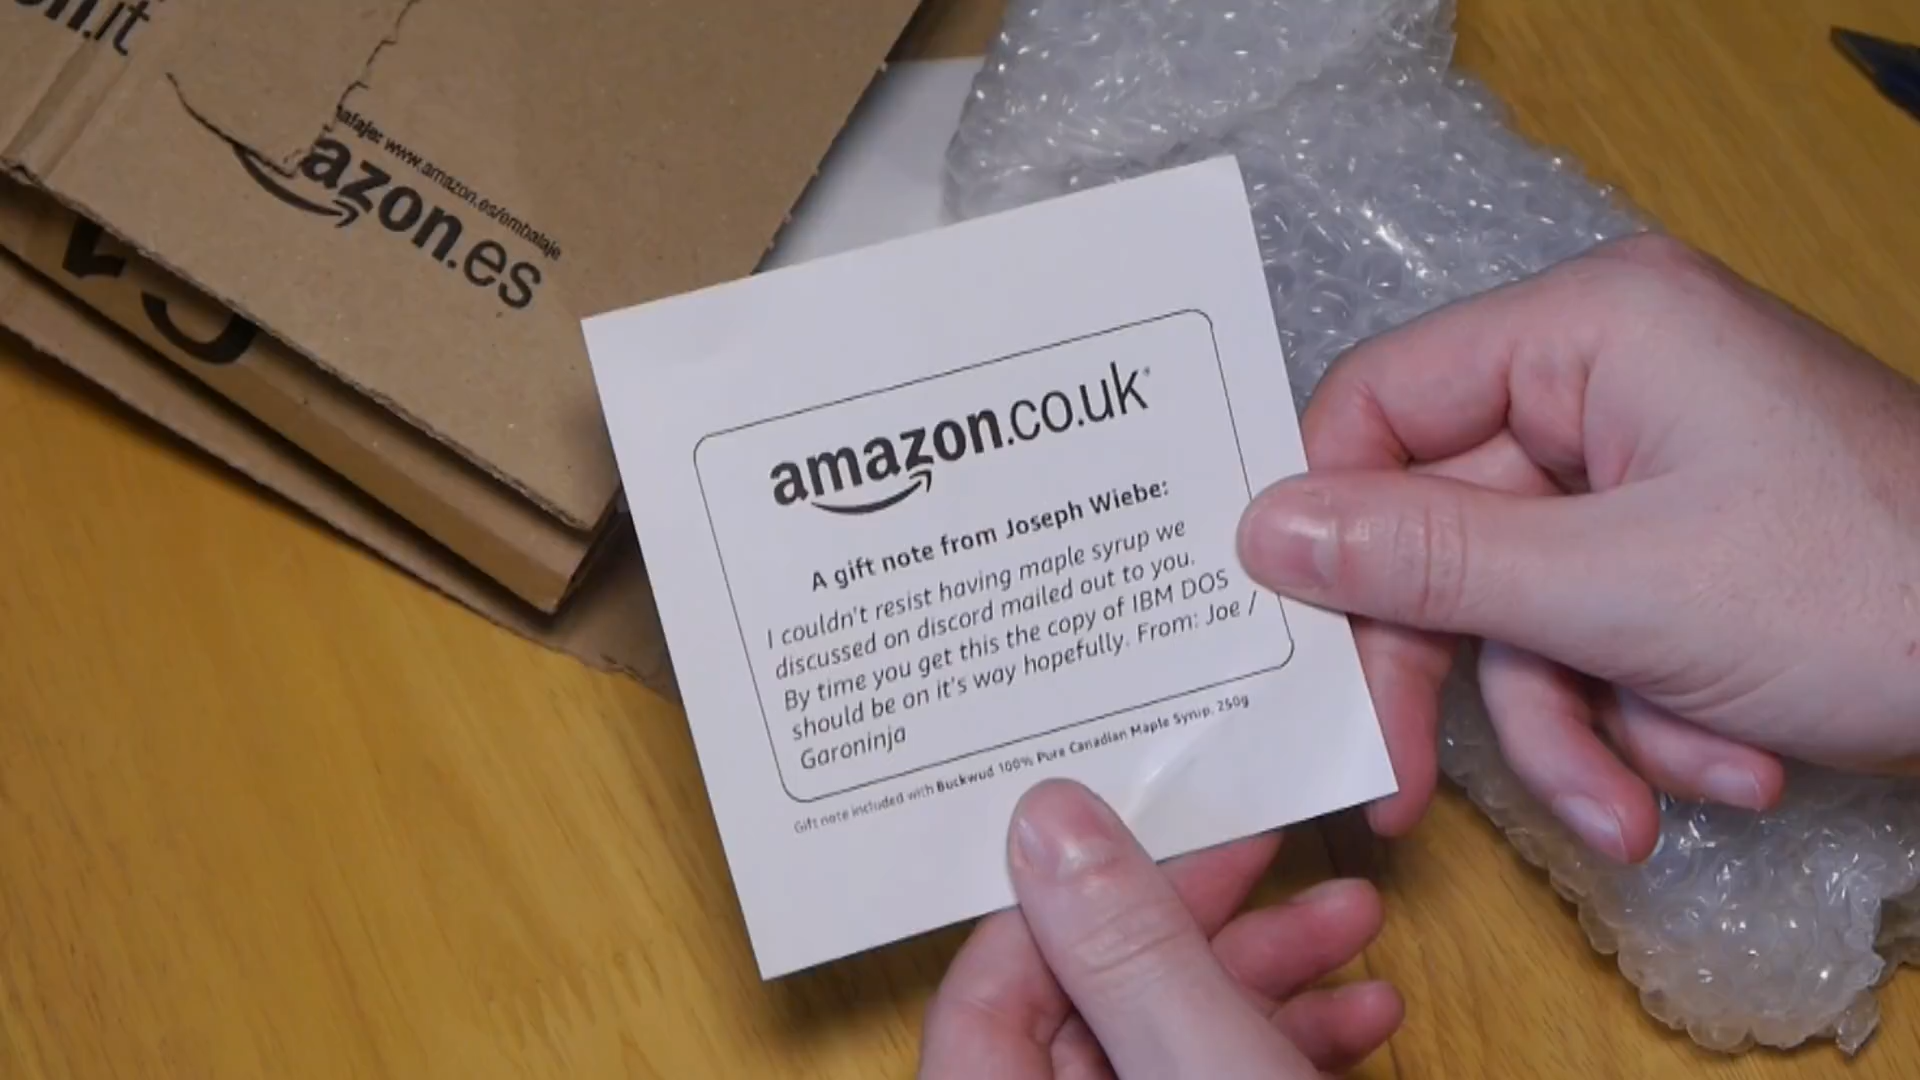 n.it
afaje: www.amazon.es/embalaje
azon.es
amazon.co.uk
A gift note from Joseph Wiebe:
I couldn't resist having maple syrup we
discussed on discord mailed out to you.
By time you get this the copy of IBM DOS
should be on it's way hopefully. From: Joe /
Garoninja
Gift note included with Buckwud 100% Pure Canadian Maple Syrup, 250g